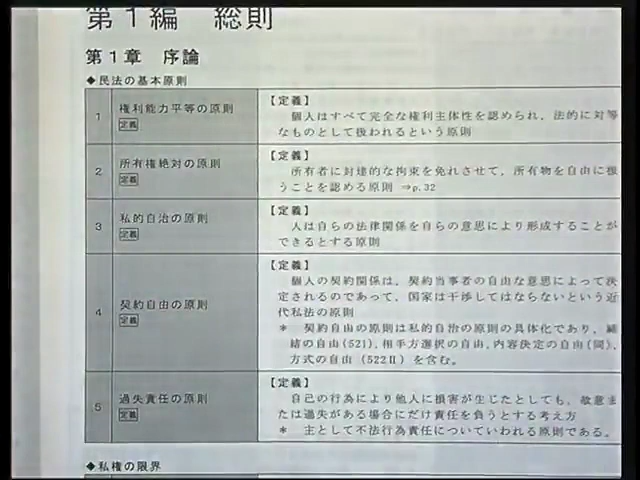 第1編　総則
第1章　序論
◆民法の基本原則
1
権利能力平等の原則
定義
【定義】
個人はすべて完全な権利主体性を認められ、法的に対等
なものとして扱われるという原則
2
所有権絶対の原則
定義
【定義】
所有者に封建的な拘束を免れさせて、所有物を自由に扱
うことを認める原則 ⇒p.32
3
私的自治の原則
定義
【定義】
人は自らの法律関係を自らの意思により形成することが
できるとする原則
4
契約自由の原則
定義
【定義】
個人の契約関係は、契約当事者の自由な意思によって決
定されるのであって、国家は干渉してはならないという近
代私法の原則
＊　契約自由の原則は私的自治の原則の具体化であり、締
結の自由(521)、相手方選択の自由、内容決定の自由(同)、
方式の自由（522Ⅱ）を含む。
5
過失責任の原則
定義
【定義】
自己の行為により他人に損害が生じたとしても、故意ま
たは過失がある場合にだけ責任を負うとする考え方
＊　主として不法行為責任についていわれる原則である。
◆私権の限界